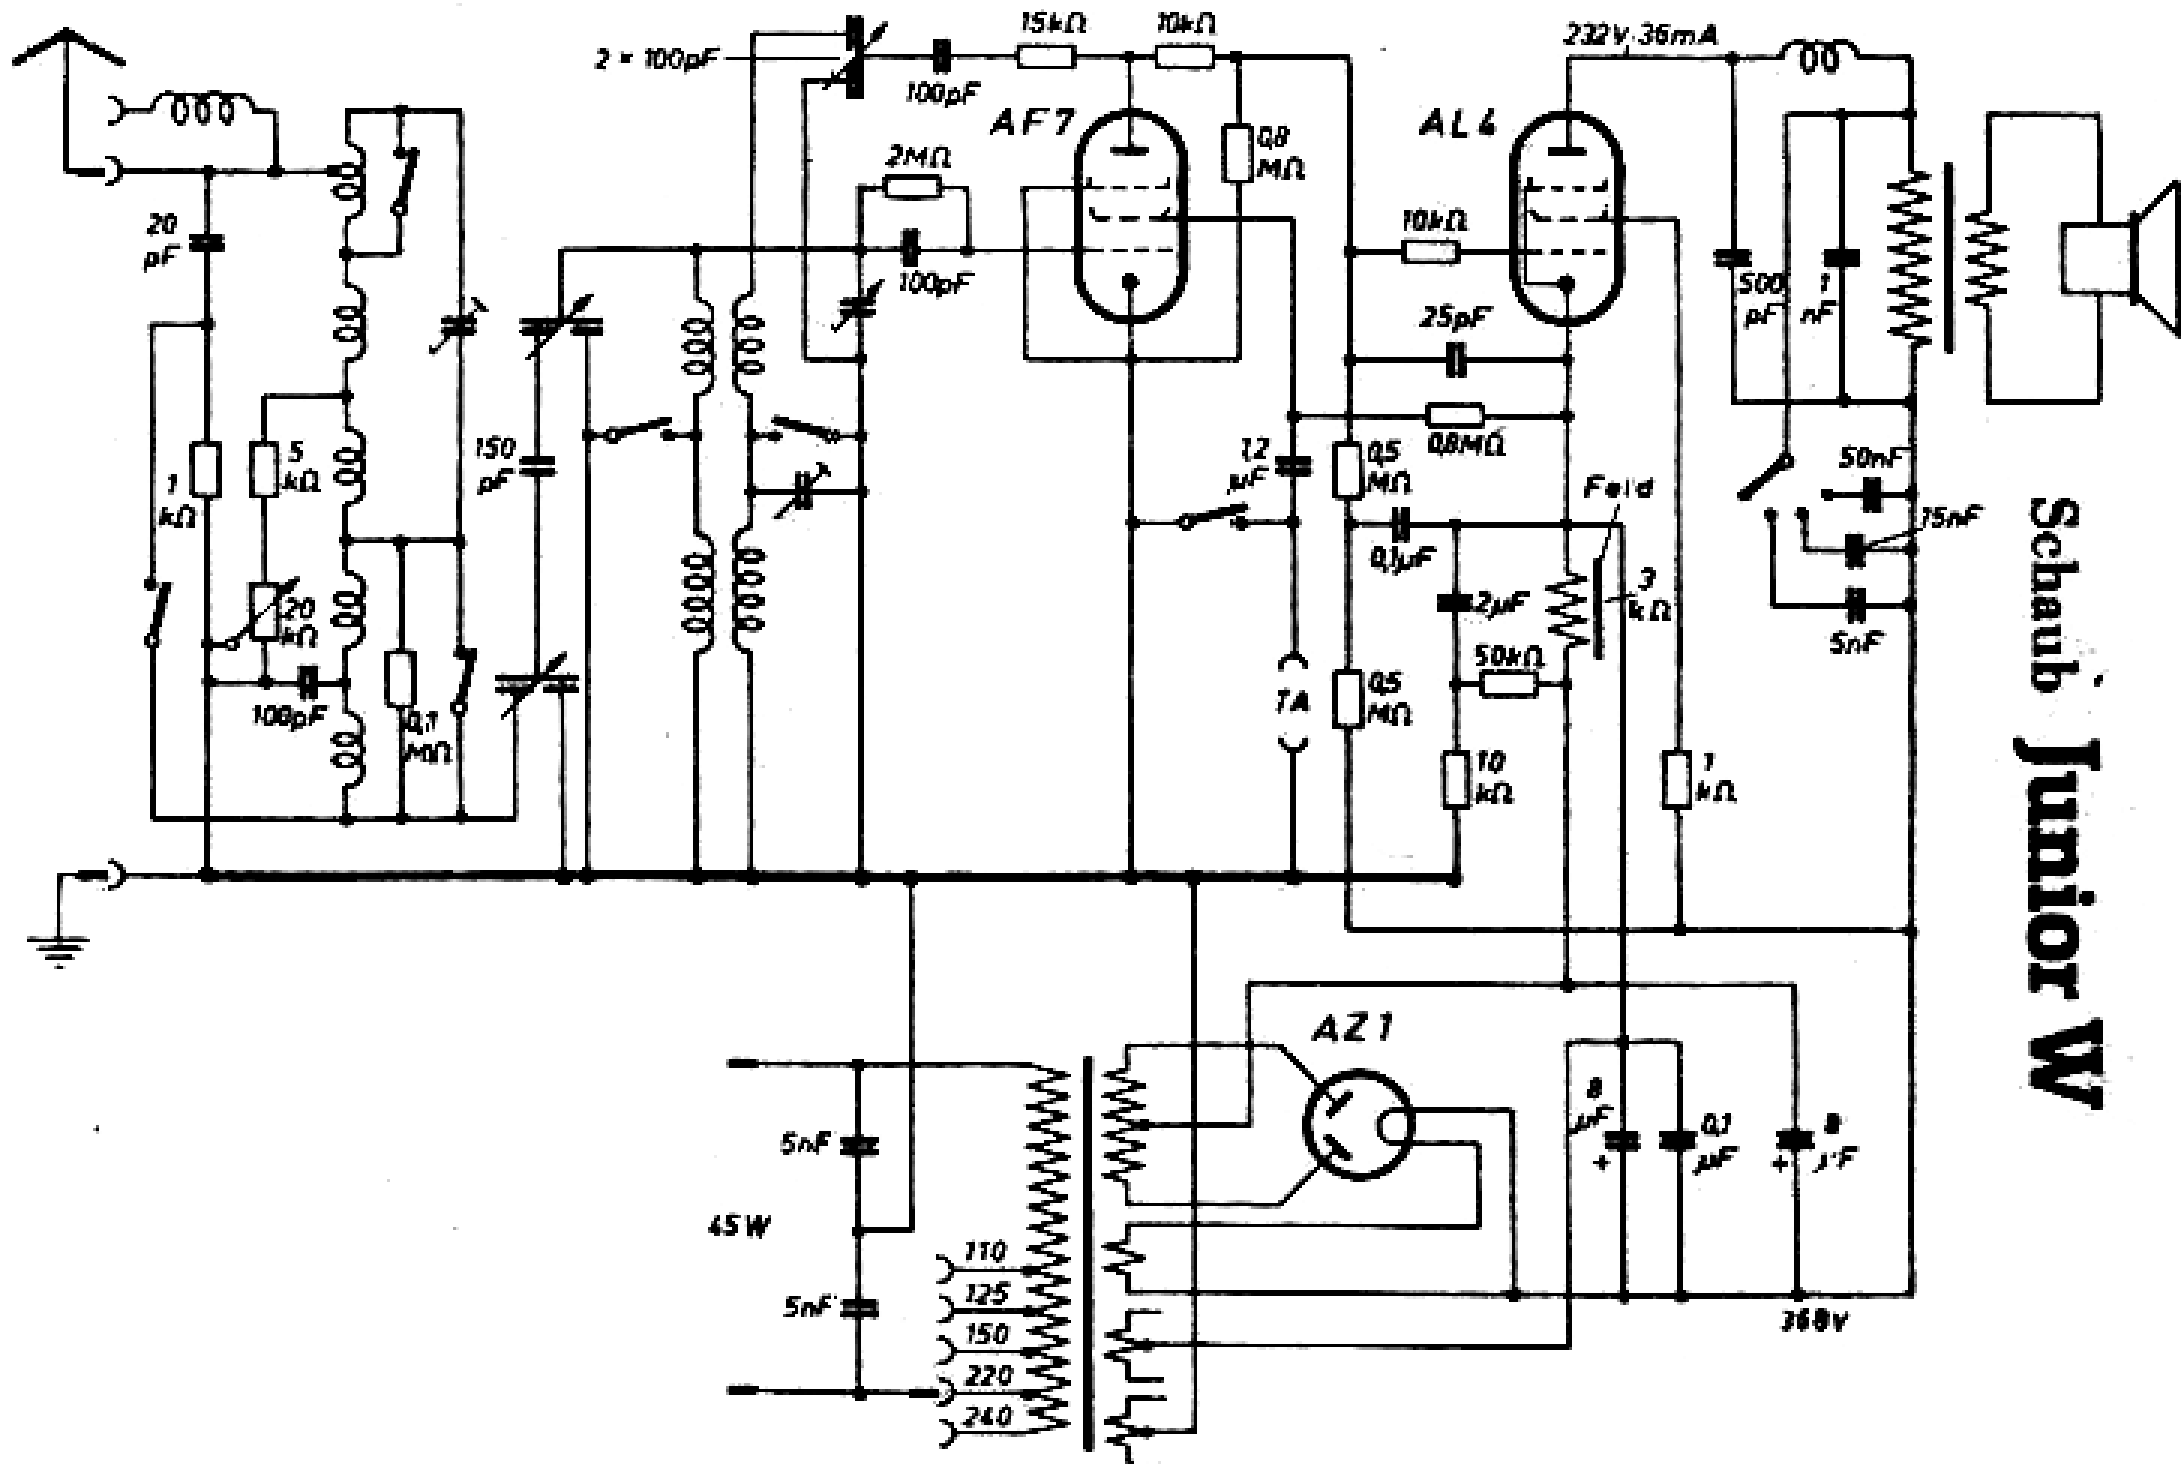 2 × 100pF
100pF
15kΩ
10kΩ
232V·36mA
AF7
AL4
2MΩ
0,8
MΩ
20
pF
100pF
10kΩ
25pF
500
pF
1
nF
0,8MΩ
1
kΩ
5
kΩ
150
pF
0,5
MΩ
50nF
Feld
15nF
0,1µF
20
kΩ
2µF
3
kΩ
5nF
50kΩ
100pF
0,1
MΩ
TA
0,5
MΩ
10
kΩ
1
kΩ
Schaub Junior W
AZ1
8
µF
+
0,1
µF
8
µF
+
5nF
45W
5nF
110
125
150
220
240
368V